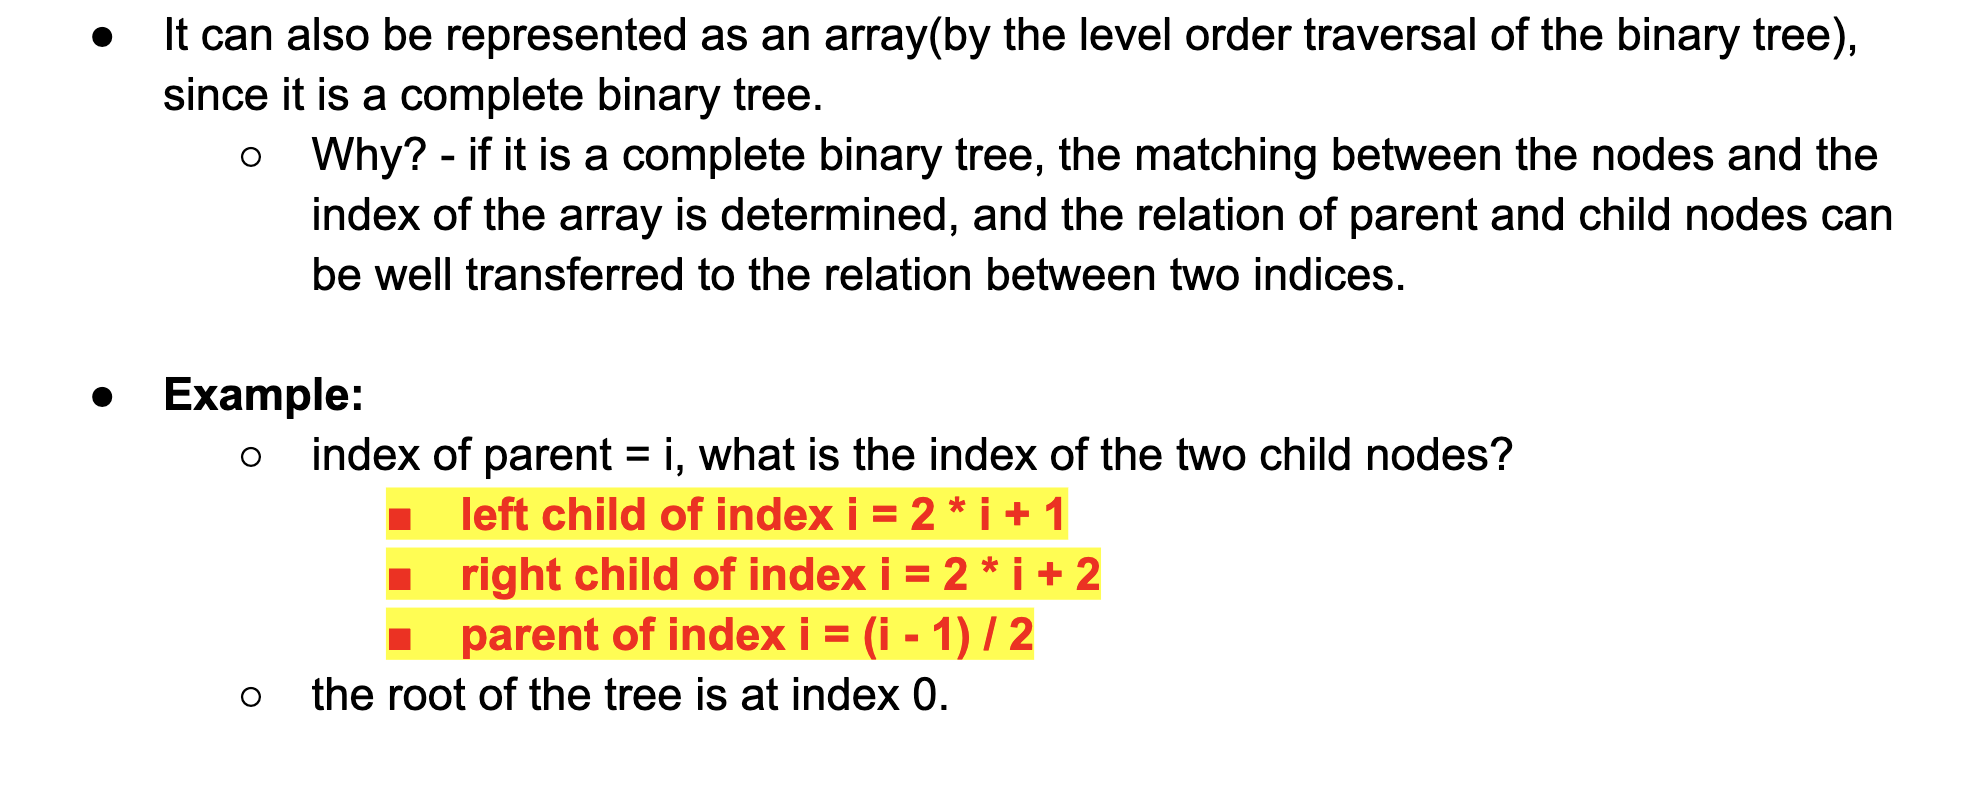 ● It can also be represented as an array(by the level order traversal of the binary tree),
since it is a complete binary tree.
○ Why? - if it is a complete binary tree, the matching between the nodes and the
index of the array is determined, and the relation of parent and child nodes can
be well transferred to the relation between two indices.
● Example:
○ index of parent = i, what is the index of the two child nodes?
■ left child of index i = 2 * i + 1
■ right child of index i = 2 * i + 2
■ parent of index i = (i - 1) / 2
○ the root of the tree is at index 0.